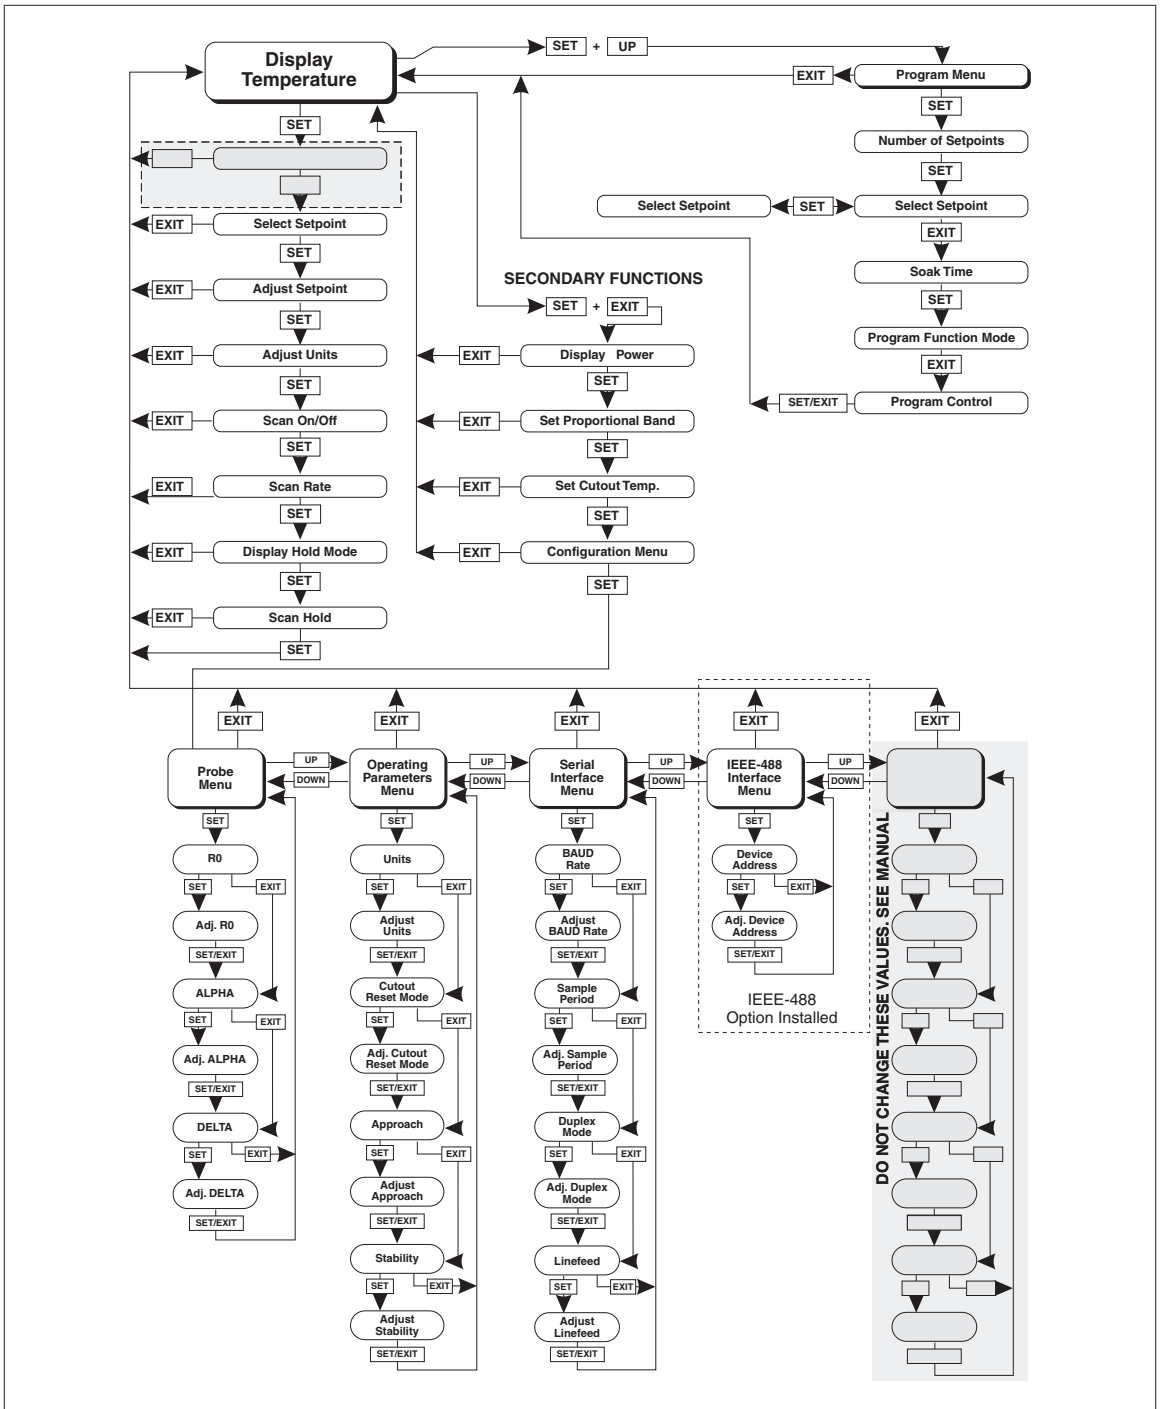 Display
Temperature
SET + UP
EXIT
Program Menu
SET
Number of Setpoints
SET
Select Setpoint
SET
Select Setpoint
EXIT
Soak Time
SET
Program Function Mode
EXIT
SET/EXIT
Program Control
SET
EXIT
Select Setpoint
SET
EXIT
Adjust Setpoint
SET
EXIT
Adjust Units
SET
EXIT
Scan On/Off
SET
EXIT
Scan Rate
SET
EXIT
Display Hold Mode
SET
EXIT
Scan Hold
SET
SECONDARY FUNCTIONS
SET + EXIT
EXIT
Display Power
SET
EXIT
Set Proportional Band
SET
EXIT
Set Cutout Temp.
SET
EXIT
Configuration Menu
SET
EXIT
EXIT
EXIT
EXIT
EXIT
Probe
Menu
UP
DOWN
Operating
Parameters
Menu
UP
DOWN
Serial
Interface
Menu
UP
DOWN
IEEE-488
Interface
Menu
UP
DOWN
SET
R0
SET
EXIT
Adj. R0
SET/EXIT
ALPHA
SET
EXIT
Adj. ALPHA
SET/EXIT
DELTA
SET
EXIT
Adj. DELTA
SET/EXIT
SET
Units
SET
EXIT
Adjust
Units
SET/EXIT
Cutout
Reset Mode
SET
EXIT
Adj. Cutout
Reset Mode
SET/EXIT
Approach
SET
EXIT
Adjust
Approach
SET/EXIT
Stability
SET
EXIT
Adjust
Stability
SET/EXIT
SET
BAUD
Rate
SET
EXIT
Adjust
BAUD Rate
SET/EXIT
Sample
Period
SET
EXIT
Adj. Sample
Period
SET/EXIT
Duplex
Mode
SET
EXIT
Adj. Duplex
Mode
SET/EXIT
Linefeed
SET
EXIT
Adjust
Linefeed
SET/EXIT
SET
Device
Address
SET
EXIT
Adj. Device
Address
SET/EXIT
IEEE-488
Option Installed
DO NOT CHANGE THESE VALUES. SEE MANUAL